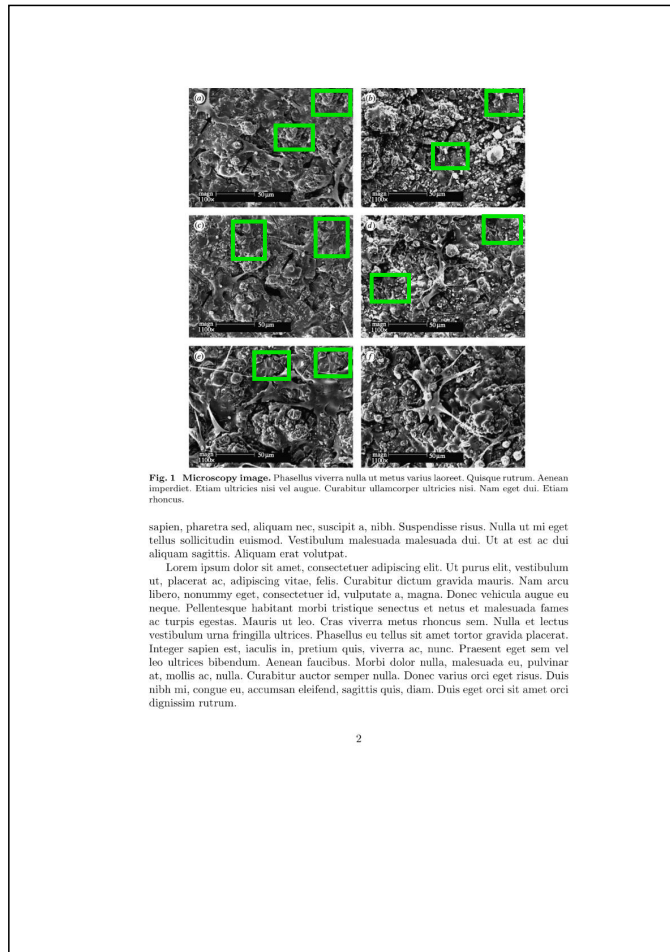 (a)
(b)
magn
1100x
50 µm
magn
1100x
50 µm
(c)
(d)
magn
1100x
50 µm
magn
1100x
50 µm
(e)
(f)
magn
1100x
50 µm
magn
1100x
50 µm
Fig. 1 Microscopy image. Phasellus viverra nulla ut metus varius laoreet. Quisque rutrum. Aenean
imperdiet. Etiam ultricies nisi vel augue. Curabitur ullamcorper ultricies nisi. Nam eget dui. Etiam
rhoncus.
sapien, pharetra sed, aliquam nec, suscipit a, nibh. Suspendisse risus. Nulla ut mi eget
tellus sollicitudin euismod. Vestibulum malesuada malesuada dui. Ut at est ac dui
aliquam sagittis. Aliquam erat volutpat.
Lorem ipsum dolor sit amet, consectetuer adipiscing elit. Ut purus elit, vestibulum
ut, placerat ac, adipiscing vitae, felis. Curabitur dictum gravida mauris. Nam arcu
libero, nonummy eget, consectetuer id, vulputate a, magna. Donec vehicula augue eu
neque. Pellentesque habitant morbi tristique senectus et netus et malesuada fames
ac turpis egestas. Mauris ut leo. Cras viverra metus rhoncus sem. Nulla et lectus
vestibulum urna fringilla ultrices. Phasellus eu tellus sit amet tortor gravida placerat.
Integer sapien est, iaculis in, pretium quis, viverra ac, nunc. Praesent eget sem vel
leo ultrices bibendum. Aenean faucibus. Morbi dolor nulla, malesuada eu, pulvinar
at, mollis ac, nulla. Curabitur auctor semper nulla. Donec varius orci eget risus. Duis
nibh mi, congue eu, accumsan eleifend, sagittis quis, diam. Duis eget orci sit amet orci
dignissim rutrum.
2